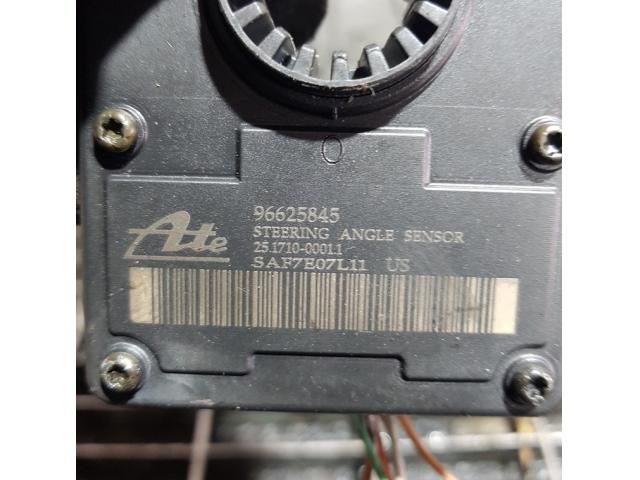 O
Ate
96625845
STEERING ANGLE SENSOR
25.1710-0001.1
SAF7E07L11 US